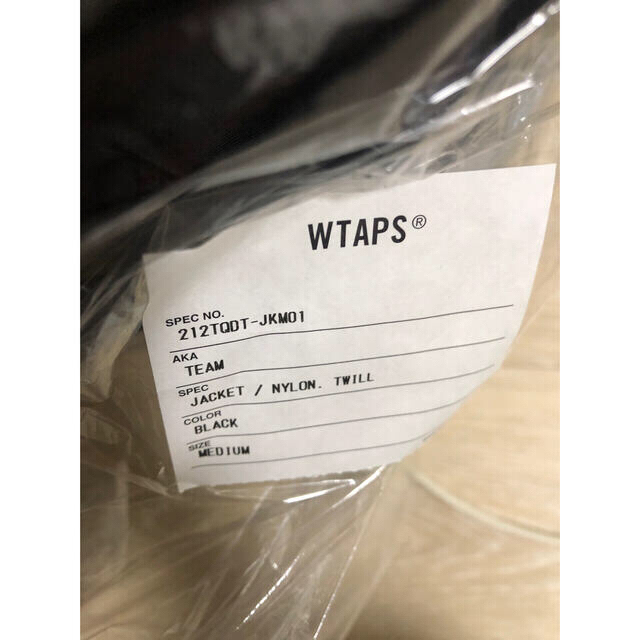 WTAPS®
SPEC NO.
212TQDT-JKM01
AKA
TEAM
SPEC
JACKET / NYLON. TWILL
COLOR
BLACK
SIZE
MEDIUM